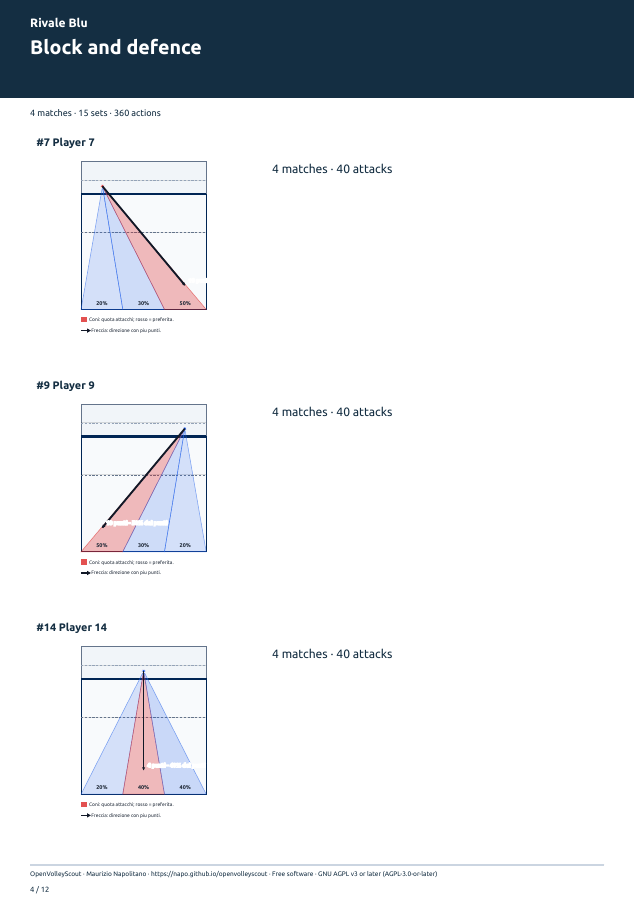 Rivale Blu
Block and defence
4 matches · 15 sets · 360 actions
#7 Player 7
4 matches · 40 attacks
20% 30% 50%
Coni: quota attacchi; rosso = preferita.
Freccia: direzione con piu punti.
#9 Player 9
4 matches · 40 attacks
50% 30% 20%
Coni: quota attacchi; rosso = preferita.
Freccia: direzione con piu punti.
#14 Player 14
4 matches · 40 attacks
20% 40% 40%
Coni: quota attacchi; rosso = preferita.
Freccia: direzione con piu punti.
OpenVolleyScout · Maurizio Napolitano · https://napo.github.io/openvolleyscout · Free software · GNU AGPL v3 or later (AGPL-3.0-or-later)
4 / 12